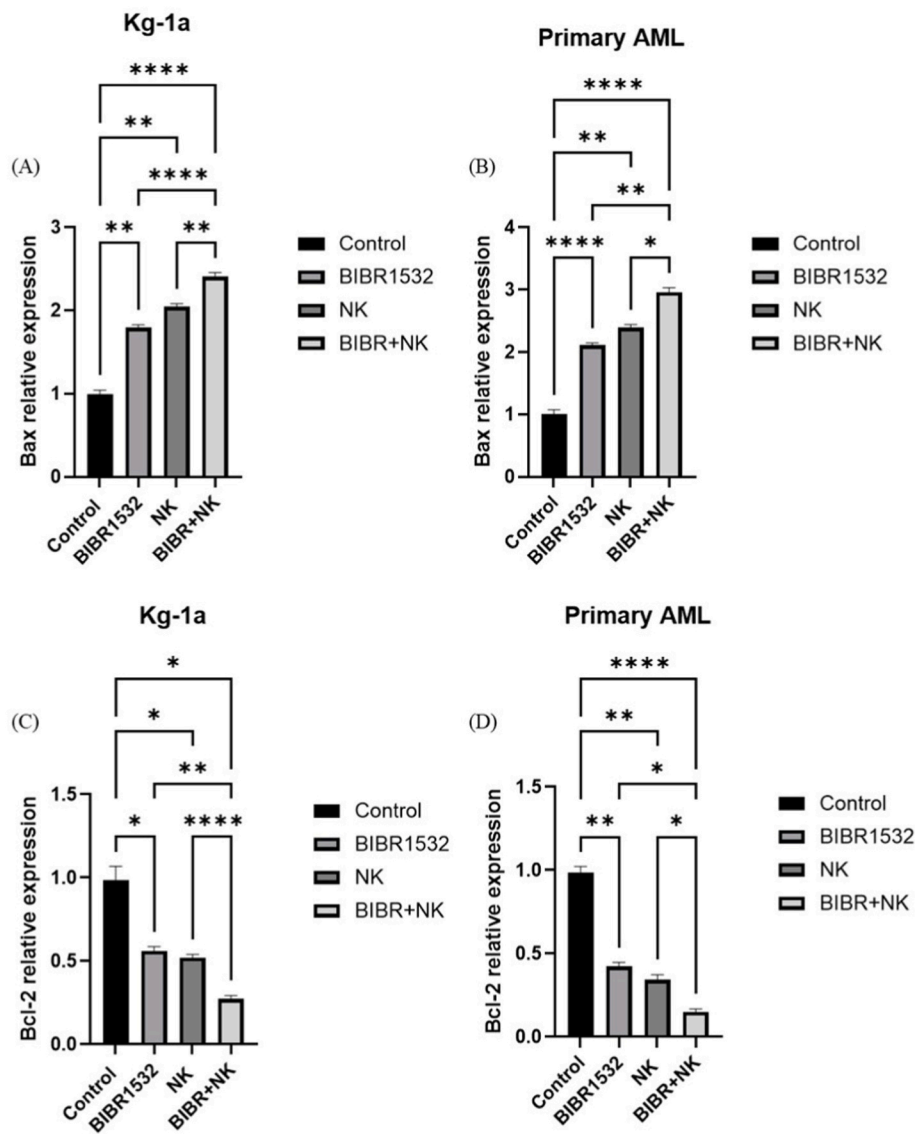 Kg-1a
****
**
(A)
****
**
**
Bax relative expression
3
2
1
0
Control
BIBR1532
NK
BIBR+NK
Control
BIBR1532
NK
BIBR+NK
Primary AML
****
**
(B)
**
****
*
Bax relative expression
4
3
2
1
0
Control
BIBR1532
NK
BIBR+NK
Control
BIBR1532
NK
BIBR+NK
Kg-1a
*
*
(C)
**
*
****
Bcl-2 relative expression
1.5
1.0
0.5
0.0
Control
BIBR1532
NK
BIBR+NK
Control
BIBR1532
NK
BIBR+NK
Primary AML
****
**
(D)
*
**
*
Bcl-2 relative expression
1.5
1.0
0.5
0.0
Control
BIBR1532
NK
BIBR+NK
Control
BIBR1532
NK
BIBR+NK